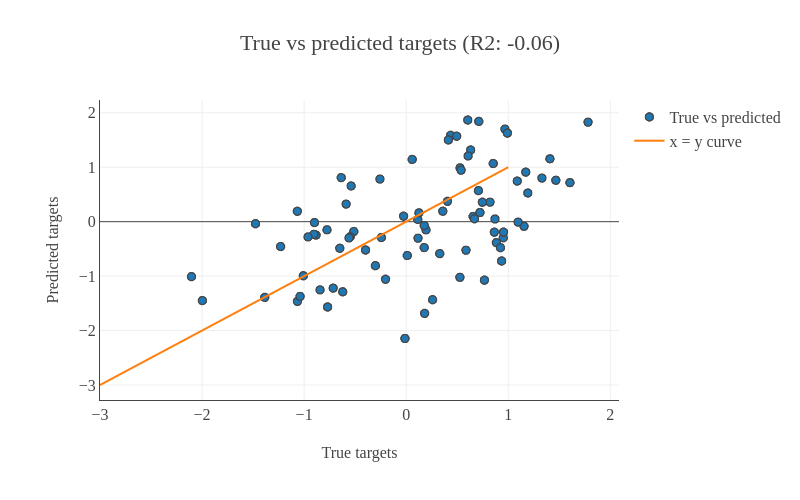 True vs predicted targets (R2: -0.06)
True vs predicted
x = y curve
2
1
0
−1
−2
−3
Predicted targets
−3
−2
−1
0
1
2
True targets